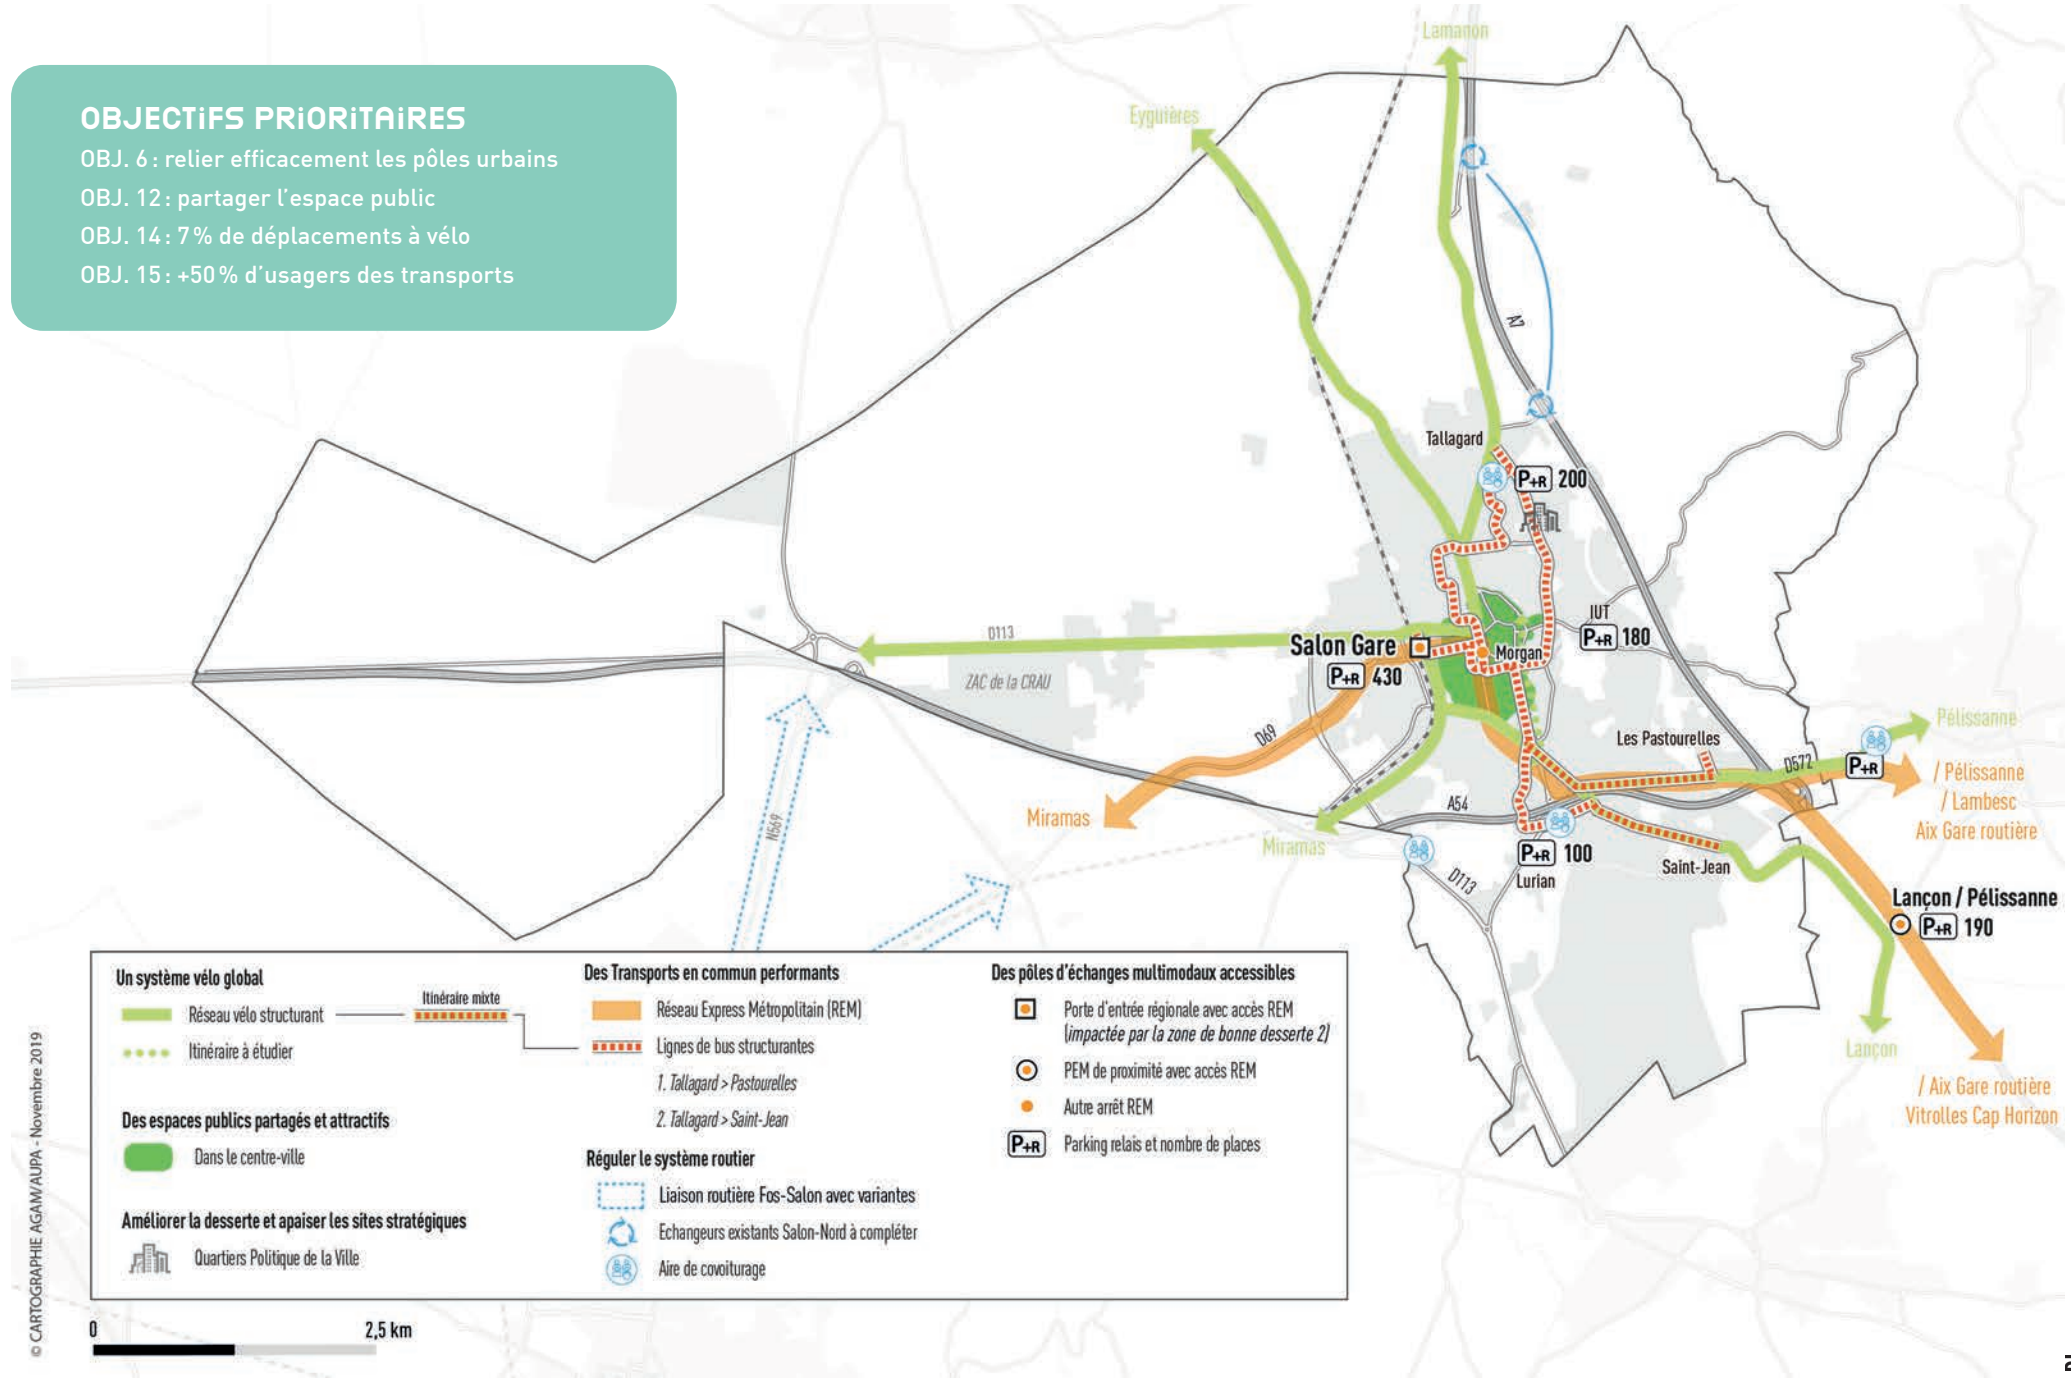 OBJECTiFS PRiORiTAiRES
OBJ. 6 : relier efficacement les pôles urbains
OBJ. 12 : partager l'espace public
OBJ. 14 : 7 % de déplacements à vélo
OBJ. 15 : +50 % d'usagers des transports
Lamanon
Eyguières
A7
Tallagard
P+R 200
IUT
P+R 180
D113
Salon Gare
Morgan
P+R 430
ZAC de la CRAU
D69
Les Pastourelles
Pélissanne
D572
P+R
/ Pélissanne
/ Lambesc
Aix Gare routière
Miramas
A54
N569
Miramas
P+R 100
Lurian
D113
Saint-Jean
Lançon / Pélissanne
P+R 190
Lançon
/ Aix Gare routière
Vitrolles Cap Horizon
Un système vélo global
Réseau vélo structurant
Itinéraire mixte
Itinéraire à étudier
Des espaces publics partagés et attractifs
Dans le centre-ville
Améliorer la desserte et apaiser les sites stratégiques
Quartiers Politique de la Ville
Des Transports en commun performants
Réseau Express Métropolitain (REM)
Lignes de bus structurantes
1. Tallagard > Pastourelles
2. Tallagard > Saint-Jean
Réguler le système routier
Liaison routière Fos-Salon avec variantes
Echangeurs existants Salon-Nord à compléter
Aire de covoiturage
Des pôles d'échanges multimodaux accessibles
Porte d'entrée régionale avec accès REM
(impactée par la zone de bonne desserte 2)
PEM de proximité avec accès REM
Autre arrêt REM
P+R Parking relais et nombre de places
0 2,5 km
© CARTOGRAPHIE AGAM/AUPA - Novembre 2019